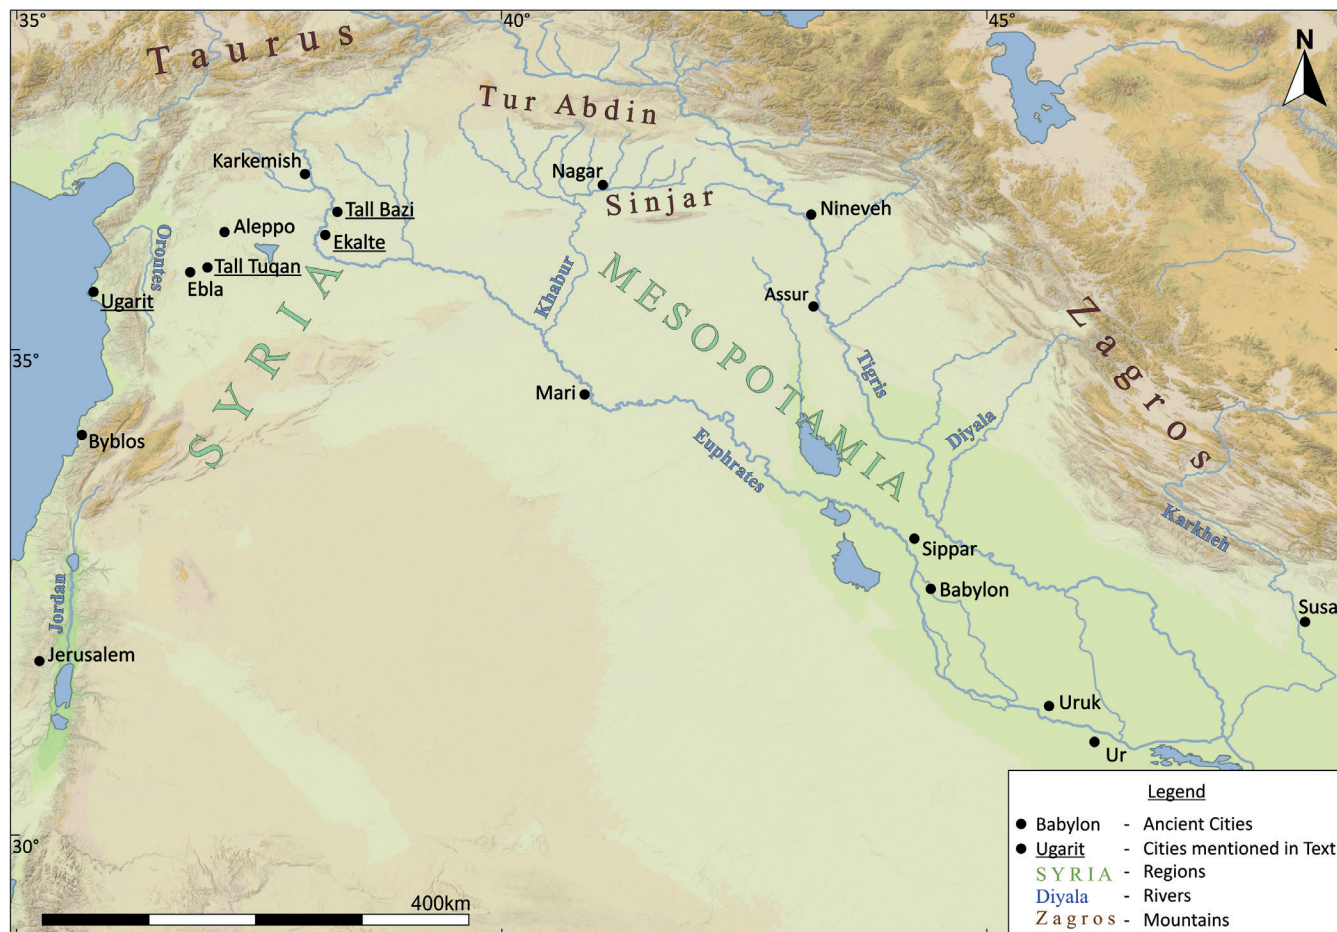 35°
40°
45°
N
Taurus
Tur Abdin
Karkemish
Nagar
Sinjar
Tall Bazi
Nineveh
Aleppo
Ekalte
Orontes
Tall Tuqan
Ebla
Ugarit
Khabur
MESOPOTAMIA
Assur
Zagros
SYRIA
35°
Tigris
Mari
Byblos
Diyala
Euphrates
Karkheh
Sippar
Jordan
Babylon
Susa
Jerusalem
Uruk
Ur
30°
400km
Legend
Babylon - Ancient Cities
Ugarit - Cities mentioned in Text
SYRIA - Regions
Diyala - Rivers
Zagros - Mountains